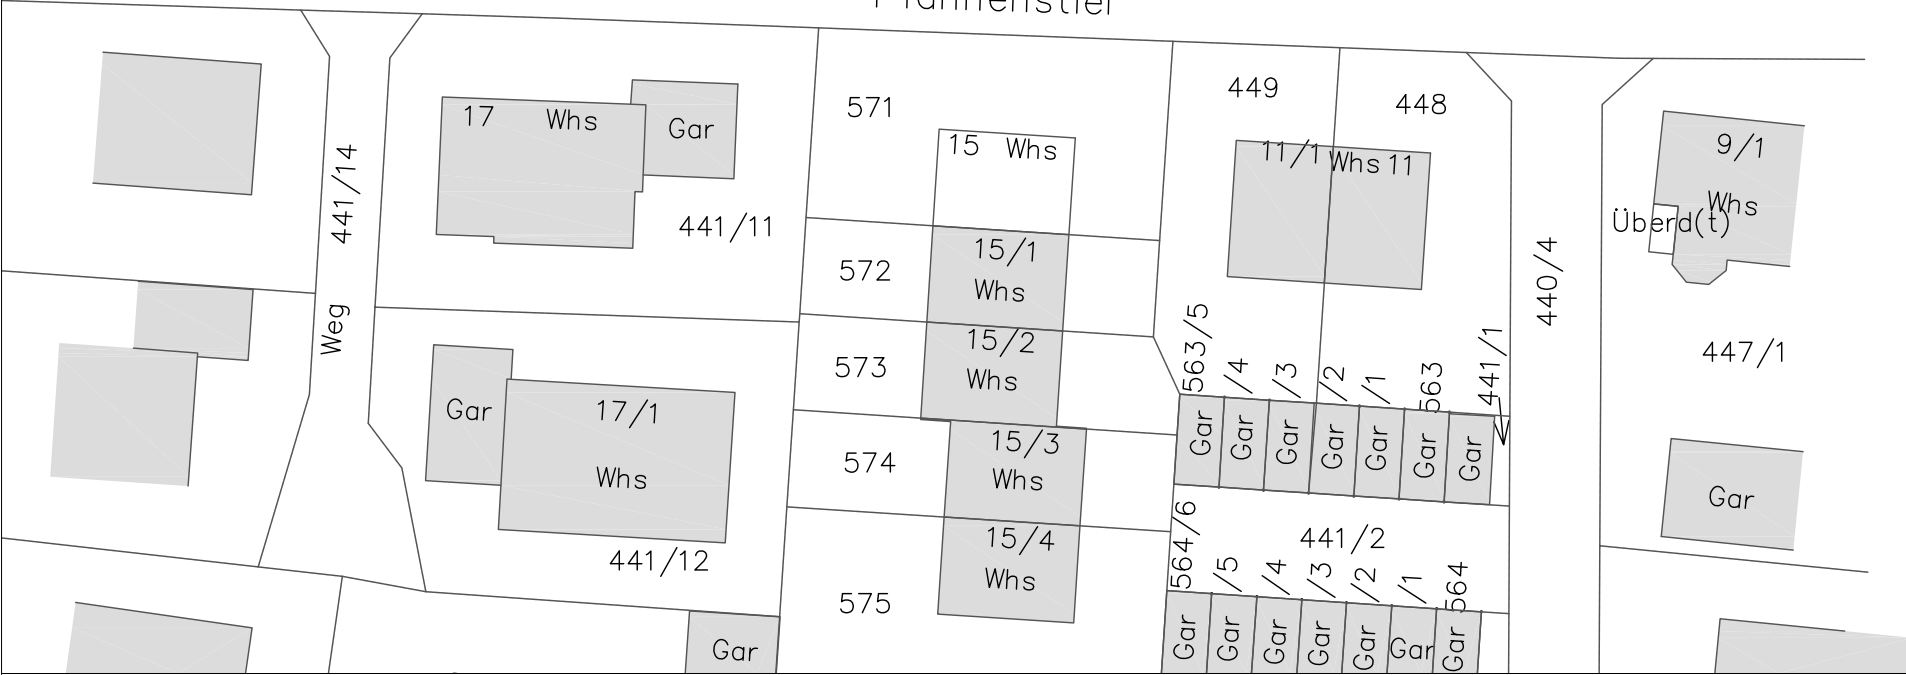 Pfannenstiel
441/14
Weg
17 Whs
Gar
441/11
Gar
17/1
Whs
441/12
Gar
571
15 Whs
572
15/1
Whs
573
15/2
Whs
574
15/3
Whs
575
15/4
Whs
449
448
11/1 Whs 11
563/5
/4
/3
/2
/1
563
441/1
Gar
Gar
Gar
Gar
Gar
Gar
Gar
441/2
564/6
/5
/4
/3
/2
/1
564
Gar
Gar
Gar
Gar
Gar
Gar
Gar
440/4
9/1
Whs
Überd(t)
447/1
Gar